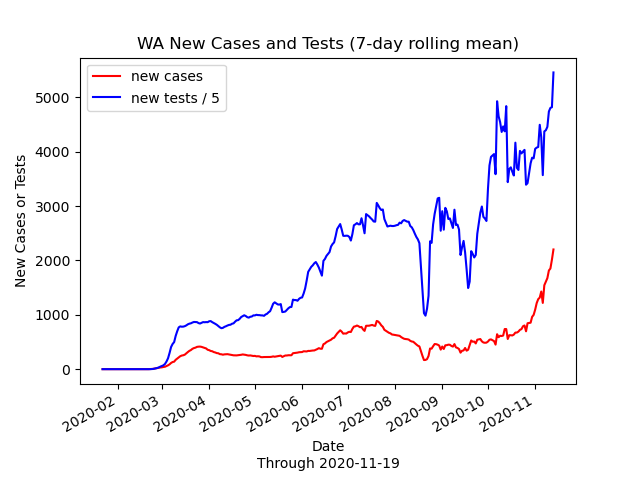 WA New Cases and Tests (7-day rolling mean)
new cases
new tests / 5
New Cases or Tests
5000
4000
3000
2000
1000
0
2020-02
2020-03
2020-04
2020-05
2020-06
2020-07
2020-08
2020-09
2020-10
2020-11
Date
Through 2020-11-19